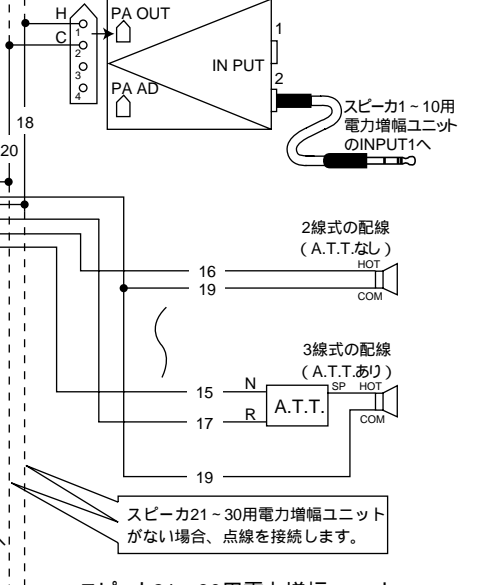 H
PA OUT
1
1
C
2
3
4
IN PUT
2
PA AD
18
スピーカ1~10用
電力増幅ユニット
のINPUT1へ
20
2線式の配線
(A.T.T.なし)
16
HOT
19
COM
3線式の配線
(A.T.T.あり)
15
N
SP HOT
A.T.T.
17
R
COM
19
スピーカ21~30用電力増幅ユニット
がない場合、点線を接続します。